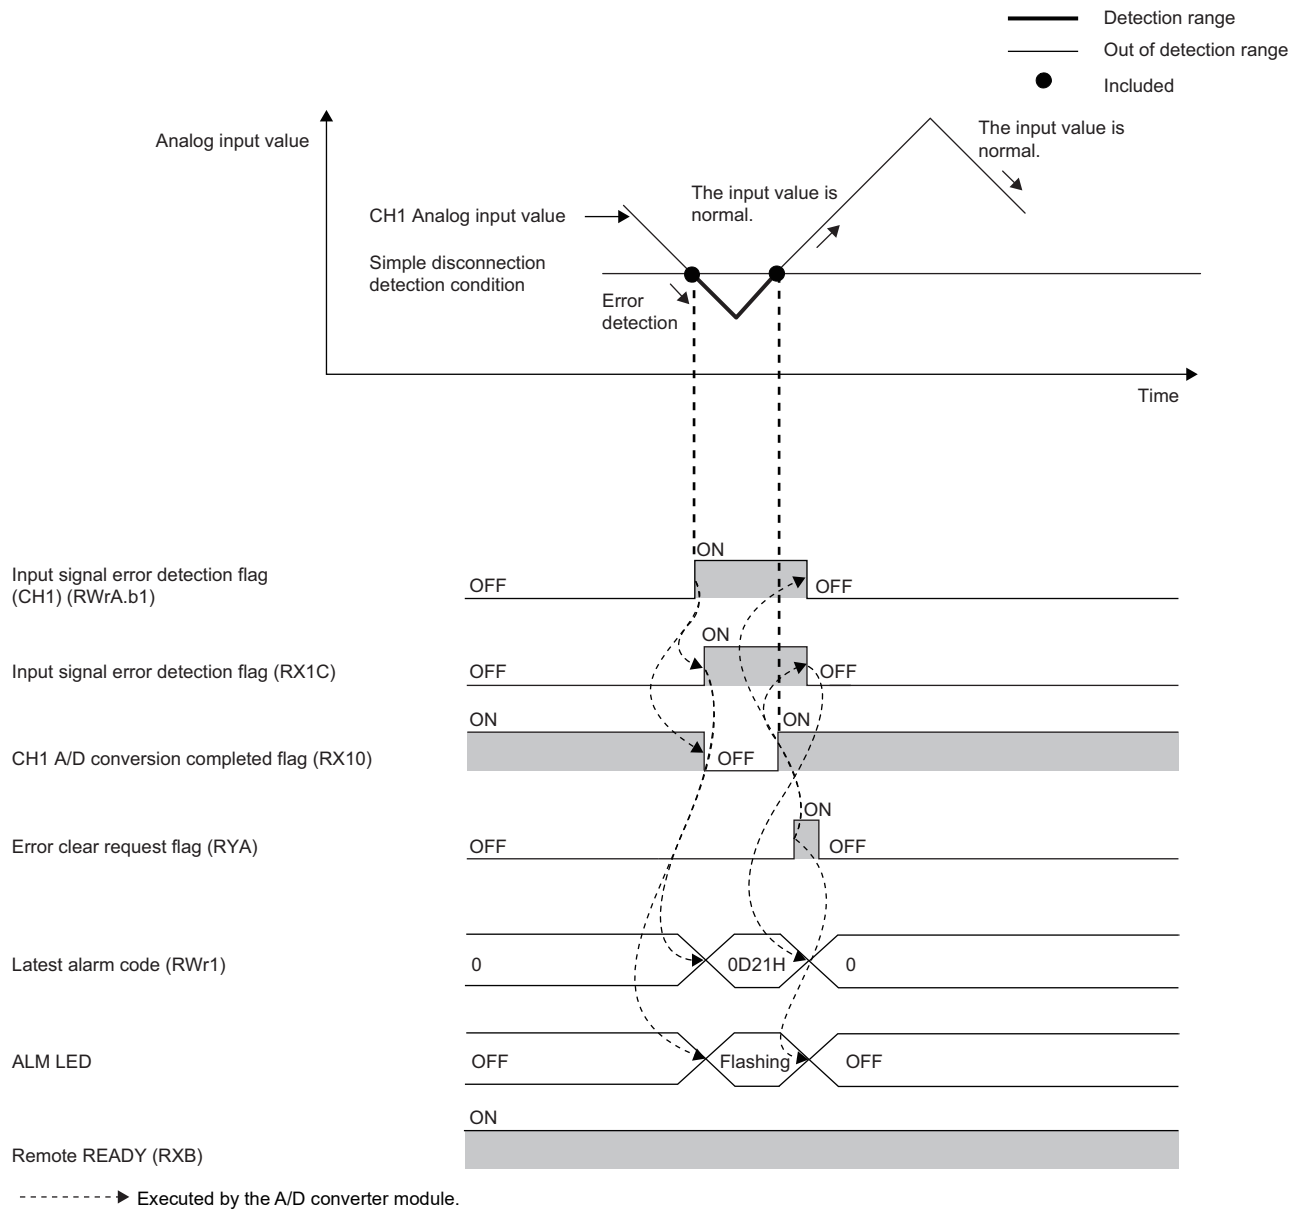 Detection range
Out of detection range
Included
Analog input value
The input value is
normal.
The input value is
normal.
CH1 Analog input value
Simple disconnection
detection condition
Error
detection
Time
ON
Input signal error detection flag
(CH1) (RWrA.b1)
OFF
OFF
ON
Input signal error detection flag (RX1C)
OFF
OFF
ON
ON
CH1 A/D conversion completed flag (RX10)
OFF
ON
Error clear request flag (RYA)
OFF
OFF
Latest alarm code (RWr1)
0
0D21H
0
ALM LED
OFF
Flashing
OFF
ON
Remote READY (RXB)
Executed by the A/D converter module.